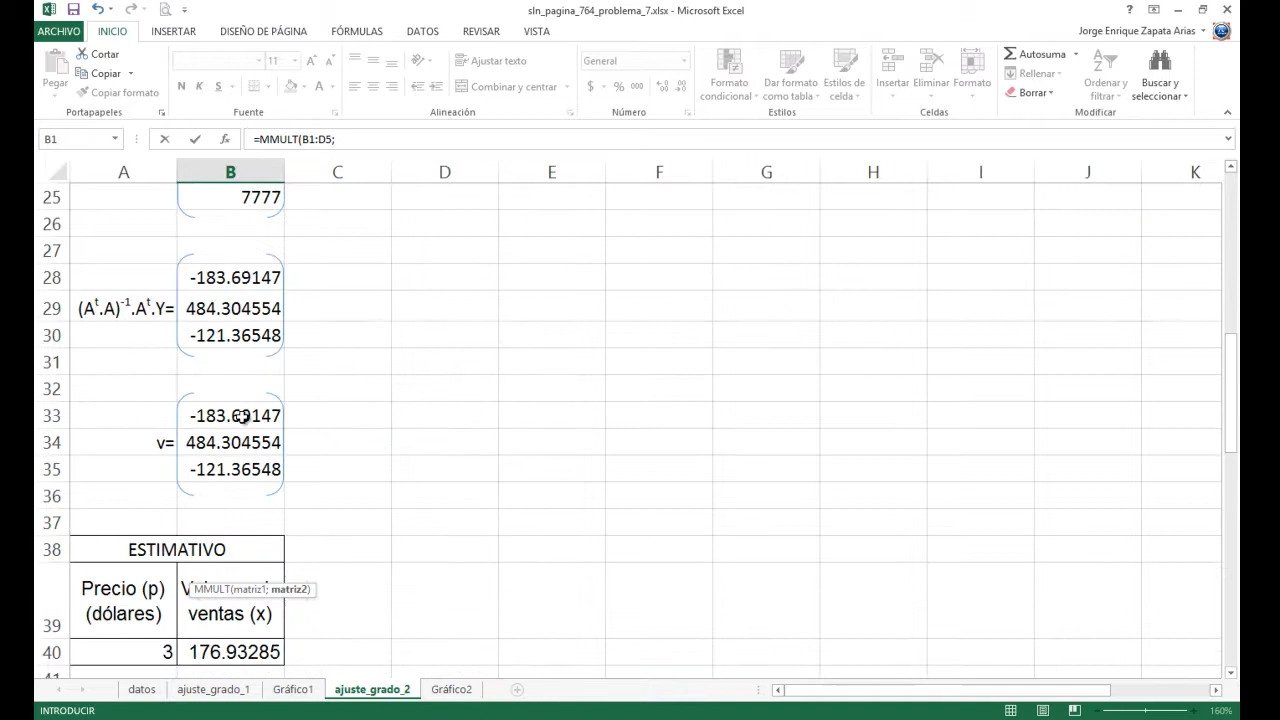 sln_pagina_764_problema_7.xlsx - Microsoft Excel
ARCHIVO INICIO INSERTAR DISEÑO DE PÁGINA FÓRMULAS DATOS REVISAR VISTA Jorge Enrique Zapata Arias
Pegar
Cortar
Copiar
Copiar formato
Portapapeles
11
N K S
Fuente
Ajustar texto
Combinar y centrar
Alineación
General
$ % 000
Número
Formato condicional
Dar formato como tabla
Estilos de celda
Estilos
Insertar
Eliminar
Formato
Celdas
Autosuma
Rellenar
Borrar
Ordenar y filtrar
Buscar y seleccionar
Modificar
B1 =MMULT(B1:D5;
A B C D E F G H I J K
25 7777
26
27
28 -183.69147
29 (Aᵗ.A)⁻¹.Aᵗ.Y= 484.304554
30 -121.36548
31
32
33 -183.69147
34 v= 484.304554
35 -121.36548
36
37
38 ESTIMATIVO
39 Precio (p) (dólares) ventas (x)
MMULT(matriz1; matriz2)
40 3 176.93285
datos ajuste_grado_1 Gráfico1 ajuste_grado_2 Gráfico2
INTRODUCIR 160%